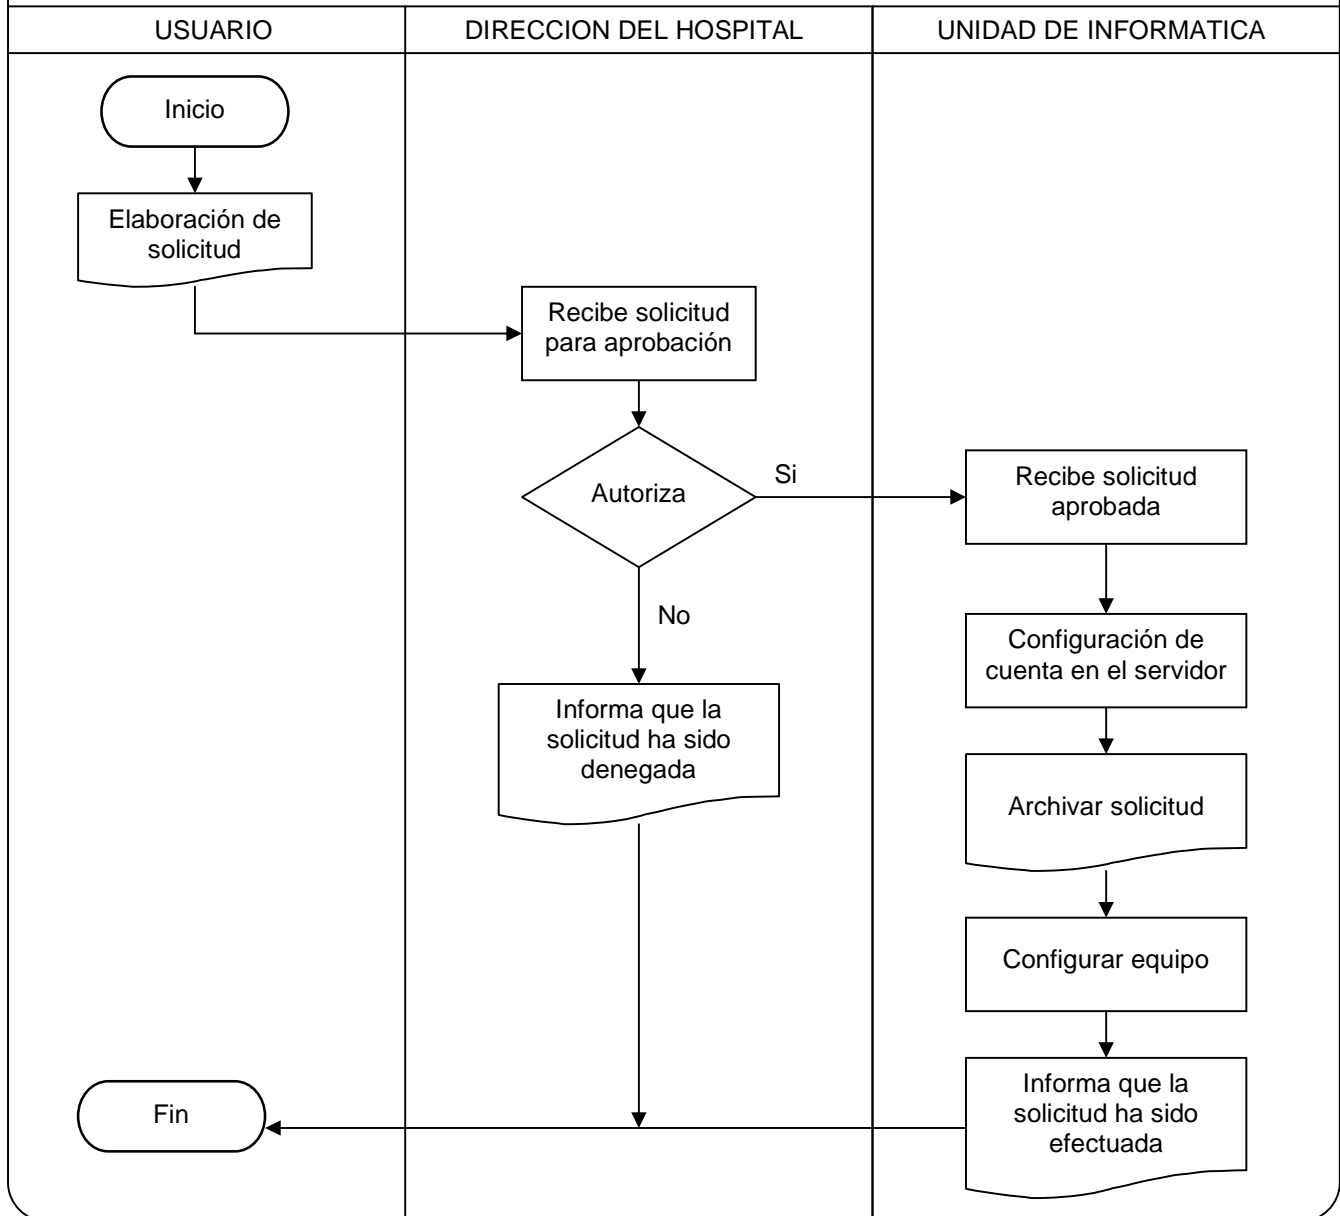 USUARIO
DIRECCION DEL HOSPITAL
UNIDAD DE INFORMATICA
Inicio
Elaboración de
solicitud
Recibe solicitud
para aprobación
Autoriza
Si
No
Recibe solicitud
aprobada
Configuración de
cuenta en el servidor
Informa que la
solicitud ha sido
denegada
Archivar solicitud
Configurar equipo
Informa que la
solicitud ha sido
efectuada
Fin